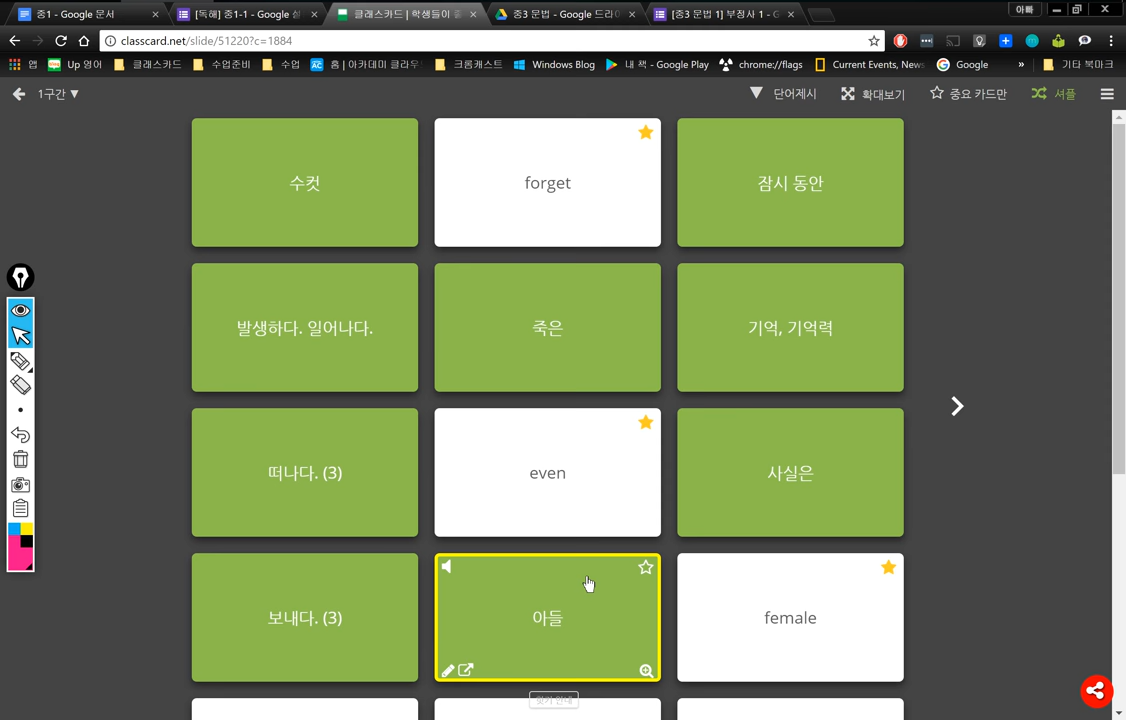 중1 - Google 문서
[독해] 중1-1 - Google 설
클래스카드 | 학생들이 좋
중3 문법 - Google 드라이
[중3 문법 1] 부정사 1 - G
아빠
classcard.net/slide/51220?c=1884
앱
Up 영어
클래스카드
수업준비
수업
홈 | 아카데미 클라우
크롬캐스트
Windows Blog
내 책 - Google Play
chrome://flags
Current Events, News
Google
»
기타 북마크
1구간 ▼
단어제시
확대보기
중요 카드만
셔플
수컷
forget
잠시 동안
발생하다. 일어나다.
죽은
기억, 기억력
떠나다. (3)
even
사실은
보내다. (3)
아들
female